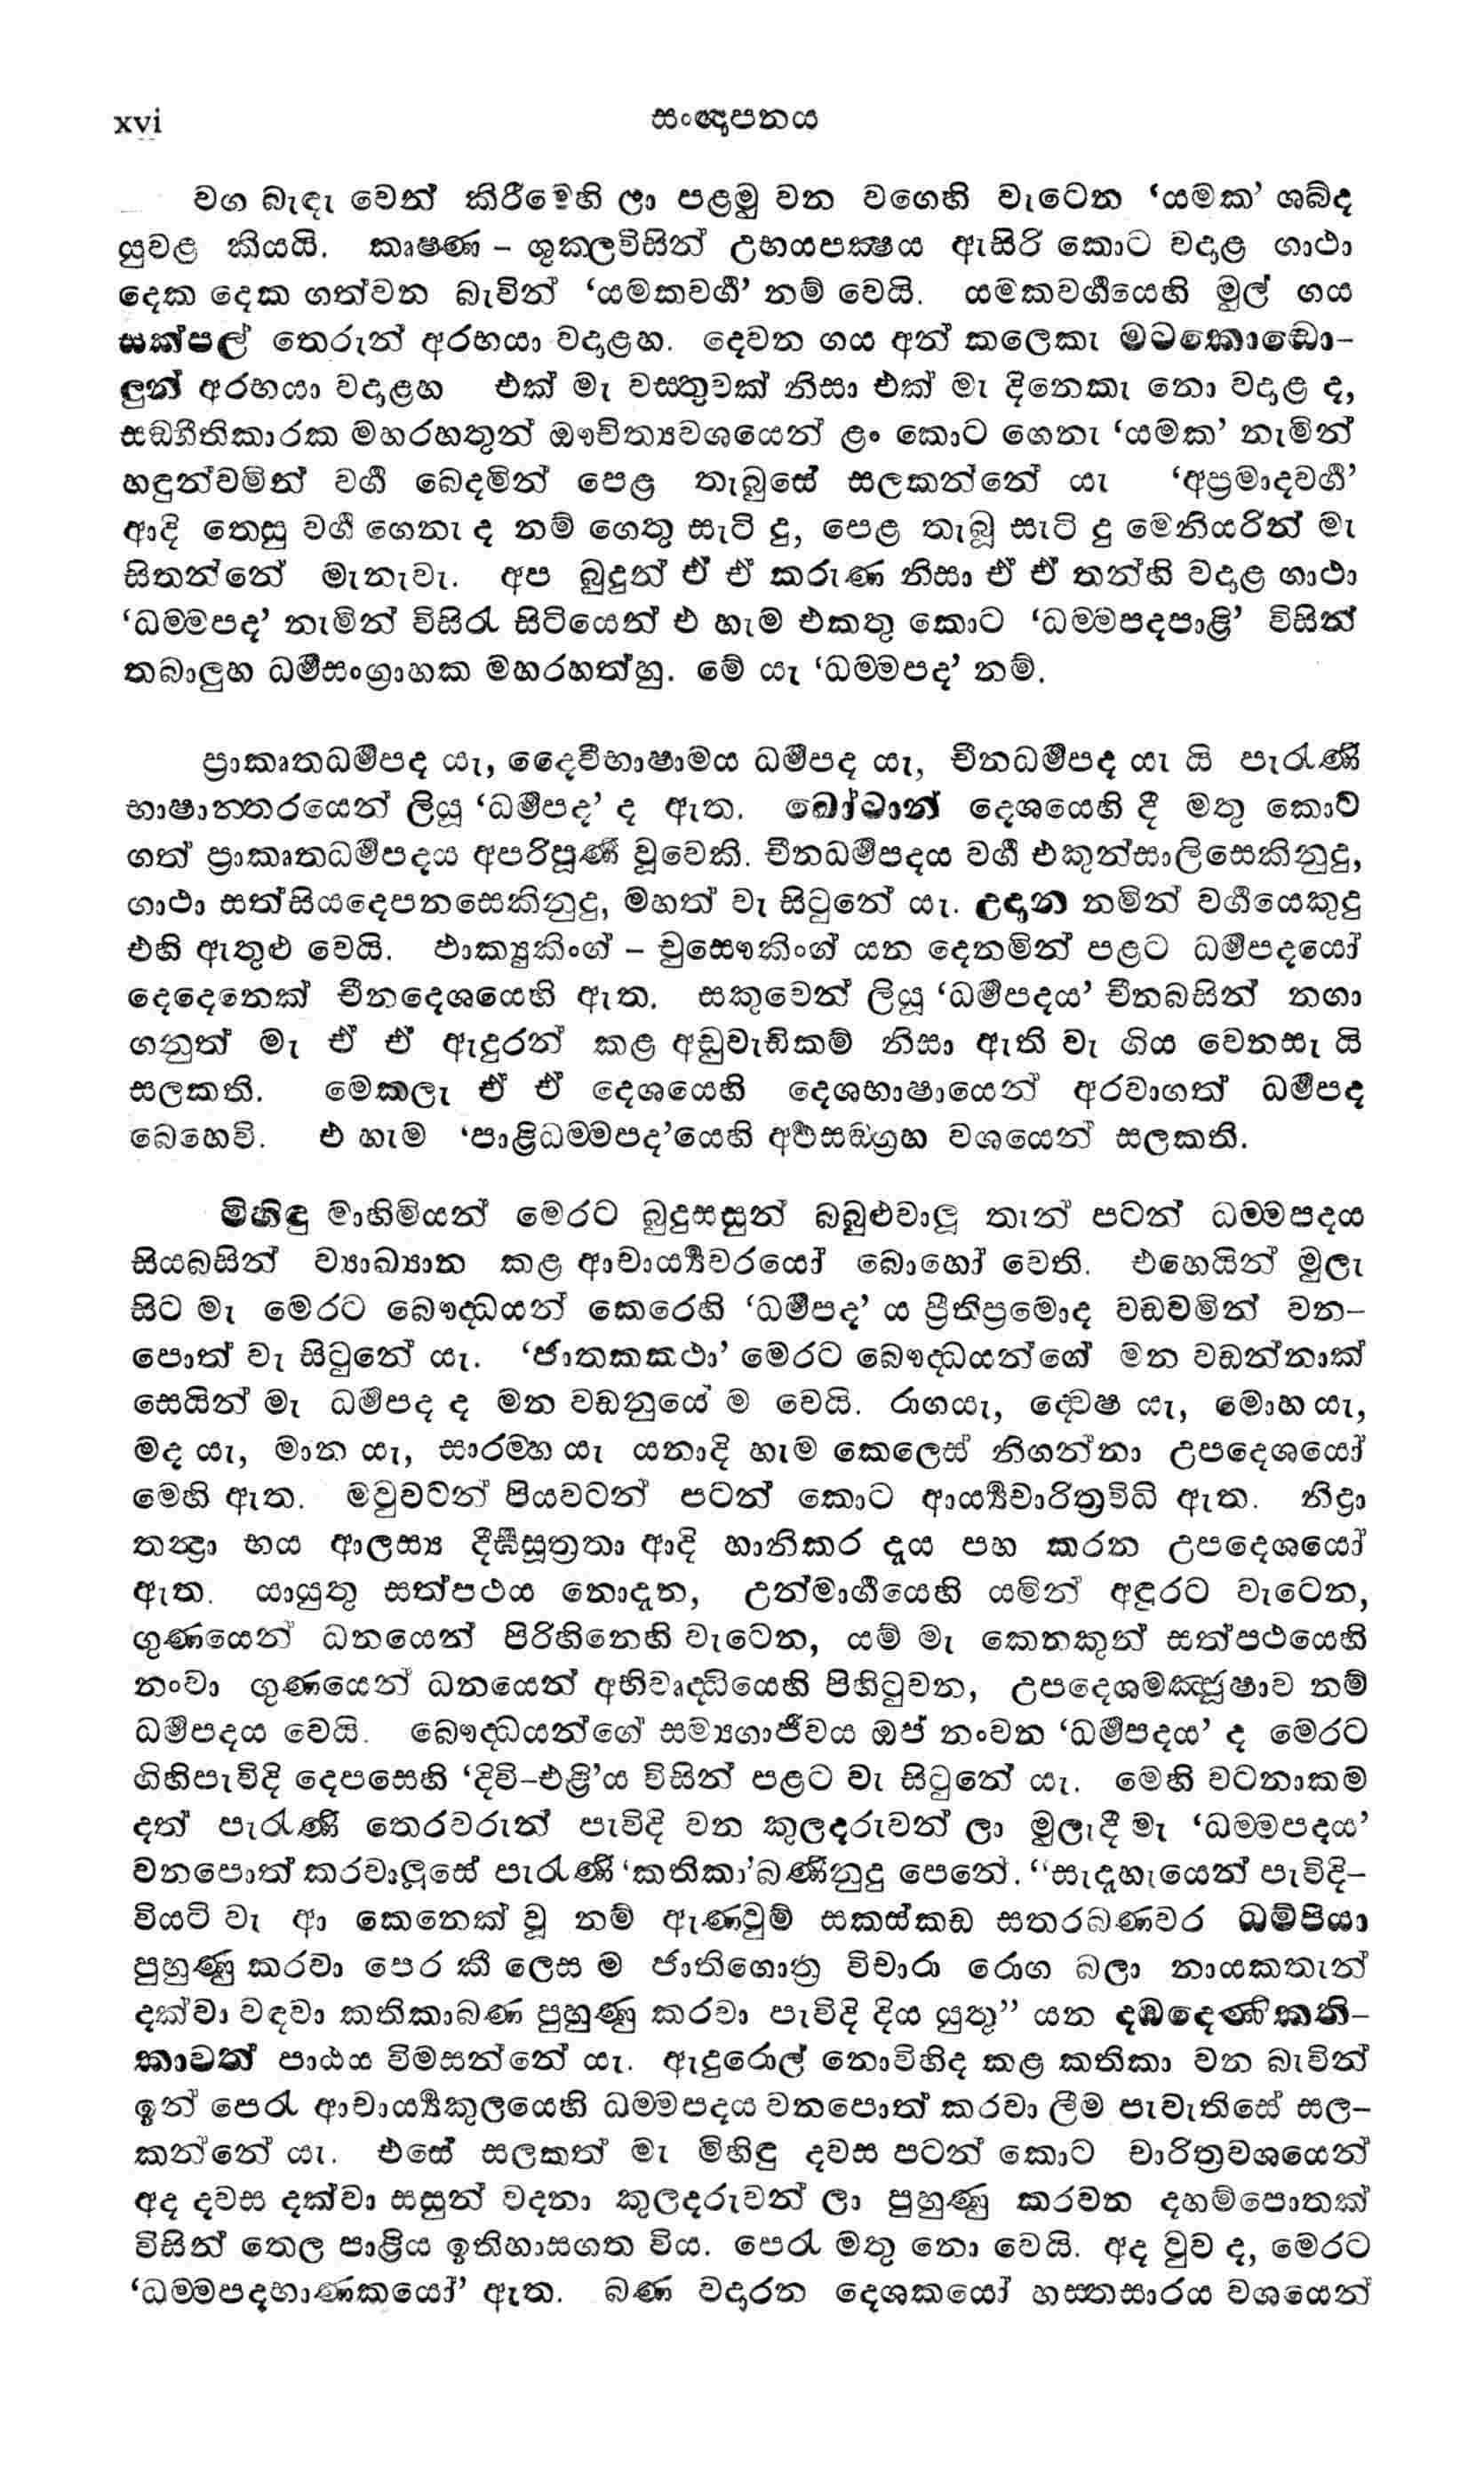 xvi
සංඥාපනය
වග බැඳැ වෙන් කිරීමෙහි ලා පළමු වන වගෙහි වැටෙන ‘යමක’ ශබ්ද
යුවළ කියයි. කෘෂණ – ශුකලවිසින් උභයපක්‍ෂය ඇසිරි කොට වදාළ ගාථා
දෙක දෙක ගත්වන බැවින් ‘යමකවර්‍ග’ නම් වෙයි. යමකවර්‍ගයෙහි මුල් ගය
සක්පල් තෙරුන් අරභයා වදාළහ. දෙවන ගය අන් කලෙකැ මටකොඬො–
ලුන් අරභයා වදාළහ එක් මැ වස්තුවක් නිසා එක් මැ දිනෙකැ නො වදාළ ද,
සඞ්ගීතිකාරක මහරහතුන් ඖචිත්‍යවශයෙන් ළං කොට ගෙනැ ‘යමක’ නැමින්
හඳුන්වමින් වර්‍ග බෙදමින් පෙළ තැබුසේ සලකන්නේ යැ ‘අප්‍රමාදවර්‍ග’
ආදි තෙසු වර්‍ග ගෙනැ ද නම් ගෙතු සැටි දු, පෙළ තැබූ සැටි දු මෙනියරින් මැ
සිතන්නේ මැනැවැ. අප බුදුන් ඒ ඒ කරුණ නිසා ඒ ඒ තන්හි වදාළ ගාථා
‘ධම්මපද’ නැමින් විසිරැ සිටියෙන් එ හැම එකතු කොට ‘ධම්මපදපාළි’ විසින්
තබාලූහ ධර්‍මසංග්‍රාහක මහරහත්හු. මේ යැ ‘ධම්මපද’ නම්.
ප්‍රාකෘතධර්‍මපද යැ, දෛවීභාෂාමය ධර්‍මපද යැ, චීනධර්‍මපද යැ යි පැරැණි
භාෂාන්තරයෙන් ලියූ ‘ධර්‍මපද’ ද ඇත. ඛෝටාන් දෙශයෙහි දී මතු කොට
ගත් ප්‍රාකෘතධර්‍මපදය අපරිපූර්‍ණ වූවෙකි. චීනධර්‍මපදය වර්‍ග එකුන්සාලිසෙකිනුදු,
ගාථා සත්සියදෙපනසෙකිනුදු, මහත් වැ සිටුනේ යැ. උදාන නමින් වර්‍ගයෙකුදු
එහි ඇතුළු වෙයි. ඵාක්‍යුකිංග් – චුසෞකිංග් යන දෙනමින් පළට ධර්‍මපදයෝ
දෙදෙනෙක් චීනදෙශයෙහි ඇත. සකුවෙන් ලියූ ‘ධර්‍මපදය’ චීනබසින් නගා
ගනුත් මැ ඒ ඒ ඇදුරන් කළ අඩුවැඩිකම් නිසා ඇති වැ ගිය වෙනසැ යි
සලකති. මෙකලැ ඒ ඒ දෙශයෙහි දෙශභාෂායෙන් අරවාගත් ධර්‍මපද
බෙහෙවි. එ හැම ‘පාළිධම්මපද’යෙහි අර්‍ථසඞ්ග්‍රහ වශයෙන් සලකති.
මිහිඳු මාහිමියන් මෙරට බුදුසසුන් බබුළුවාලූ තැන් පටන් ධම්මපදය
සියබසින් ව්‍යාඛ්‍යාන කළ ආචාර්‍ය්‍යවරයෝ බොහෝ වෙති. එහෙයින් මුලැ
සිට මැ මෙරට බෞද්ධයන් කෙරෙහි ‘ධර්‍මපද’ ය ප්‍රීතිප්‍රමොද වඩවමින් වන–
පොත් වැ සිටුනේ යැ. ‘ජාතකකථා’ මෙරට බෞද්ධයන්ගේ මන වඩන්නාක්
සෙයින් මැ ධර්‍මපද ද මන වඩනුයේ ම වෙයි. රාගයැ, ද්වෙෂ යැ, මොහ යැ,
මද යැ, මාන යැ, සාරම්භ යැ යනාදි හැම කෙලෙස් නිගන්නා උපදෙශයෝ
මෙහි ඇත. මවුවටන් පියවටන් පටන් කොට ආර්‍ය්‍යචාරිත්‍රවිධි ඇත. නිද්‍රා
තන්‍ද්‍රා භය ආලස්‍ය දීර්‍ඝසූත්‍රතා ආදි හානිකර දැය පහ කරන උපදෙශයෝ
ඇත. යායුතු සත්පථය නොදැන, උන්මාර්‍ගයෙහි යමින් අඳුරට වැටෙන,
ගුණයෙන් ධනයෙන් පිරිහිනෙහි වැටෙන, යම් මැ කෙනකුන් සත්පථයෙහි
නංවා ගුණයෙන් ධනයෙන් අභිවෘද්ධියෙහි පිහිටුවන, උපදෙශමඤ්ජූෂාව නම්
ධර්‍මපදය වෙයි. බෞද්ධයන්ගේ සම්‍යගාජීවය ඔප් නංවන ‘ධර්‍මපදය’ ද මෙරට
ගිහිපැවිදි දෙපසෙහි ‘දිවි–එළි’ය විසින් පළට වැ සිටුනේ යැ. මෙහි වටනාකම
දත් පැරැණි තෙරවරුන් පැවිදි වන කුලදරුවන් ලා මුලැදී මැ ‘ධම්මපදය’
වනපොත් කරවාලූසේ පැරැණි ‘කතිකා’බණිනුදු පෙනේ. “සැදැහැයෙන් පැවිදි–
වියටි වැ ආ කෙනෙක් වූ නම් ඇණවුම් සකස්කඩ සතරබණවර ධම්පියා
පුහුණු කරවා පෙර කී ලෙස ම ජාතිගොත්‍ර විචාරා රොග බලා නායකතැන්
දක්වා වඳවා කතිකාබණ පුහුණු කරවා පැවිදි දිය යුතු” යන දඹදෙණිකති–
කාවත් පාඨය විමසන්නේ යැ. ඇදුරොල් නොවිහිද කළ කතිකා වන බැවින්
ඉන් පෙරැ ආචාර්‍ය්‍යකුලයෙහි ධම්මපදය වනපොත් කරවා ලීම පැවැතිසේ සල–
කන්නේ යැ. එසේ සලකත් මැ මිහිඳු දවස පටන් කොට චාරිත්‍රවශයෙන්
අද දවස දක්වා සසුන් වදනා කුලදරුවන් ලා පුහුණු කරවන දහම්පොතක්
විසින් තෙල පාළිය ඉතිහාසගත විය. පෙරැ මතු නො වෙයි. අද වුව ද, මෙරට
‘ධම්මපදභාණකයෝ’ ඇත. බණ වදාරන දෙශකයෝ හස්තසාරය වශයෙන්